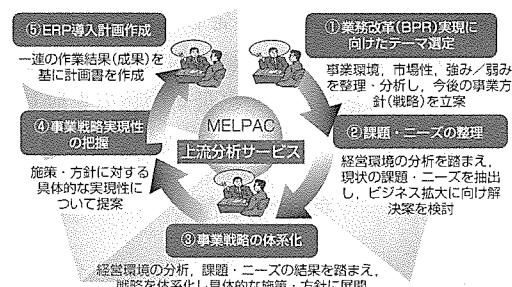 ①業務改革(BPR)実現に
向けたテーマ選定
事業環境，市場性，強み／弱み
を整理・分析し，今後の事業方
針(戦略)を立案
②課題・ニーズの整理
経営環境の分析を踏まえ，
現状の課題・ニーズを抽出
し，ビジネス拡大に向け解
決案を検討
③事業戦略の体系化
経営環境の分析，課題・ニーズの結果を踏まえ，
戦略を体系化し具体的な施策・方針に展開
④事業戦略実現性
の把握
施策・方針に対する
具体的な実現性に
ついて提案
⑤ERP導入計画作成
一連の作業結果(成果)を
基に計画書を作成
MELPAC
上流分析サービス